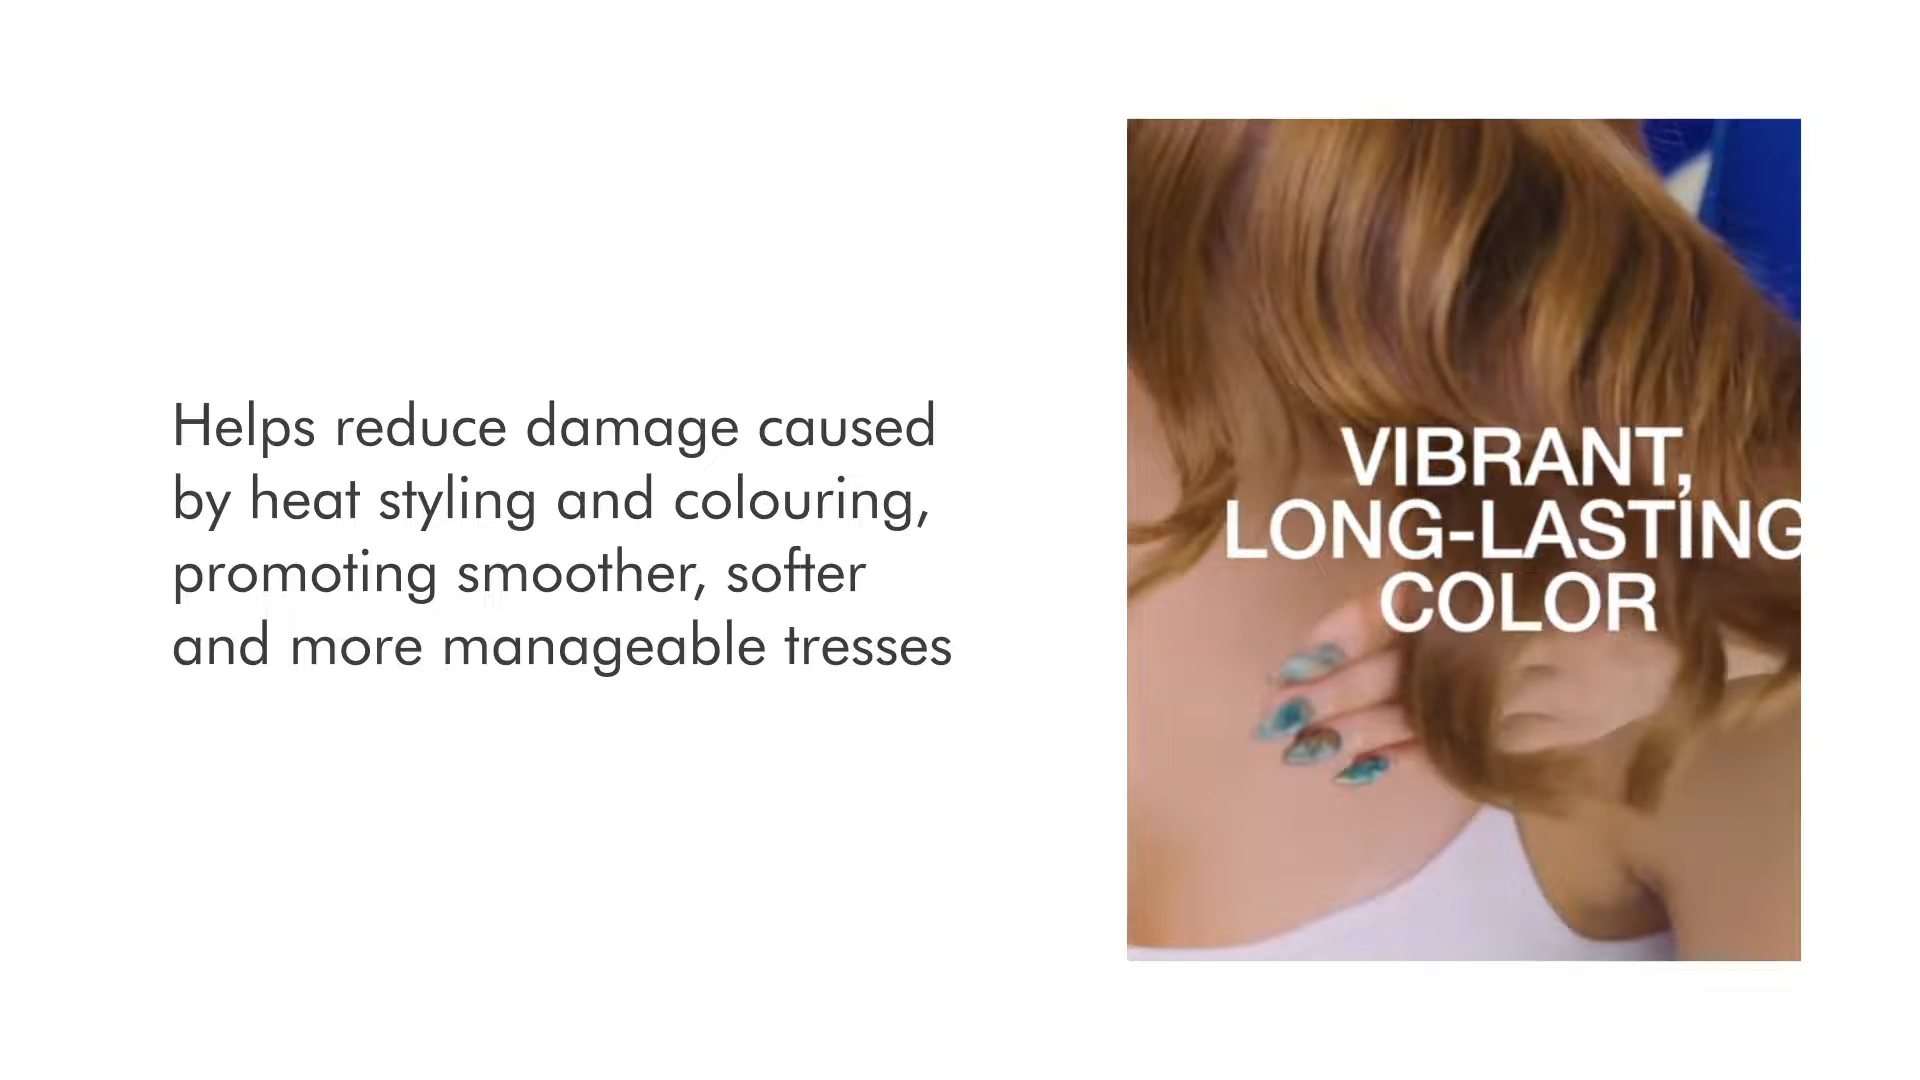 Helps reduce damage caused
by heat styling and colouring,
promoting smoother, softer
and more manageable tresses
VIBRANT,
LONG-LASTING
COLOR